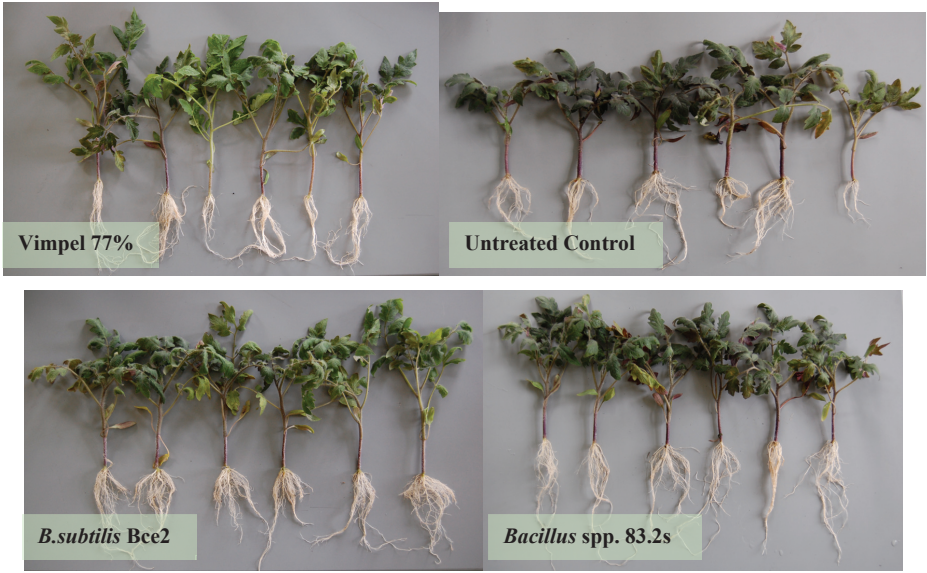 Vimpel 77%
Untreated Control
B.subtilis Bce2
Bacillus spp. 83.2s